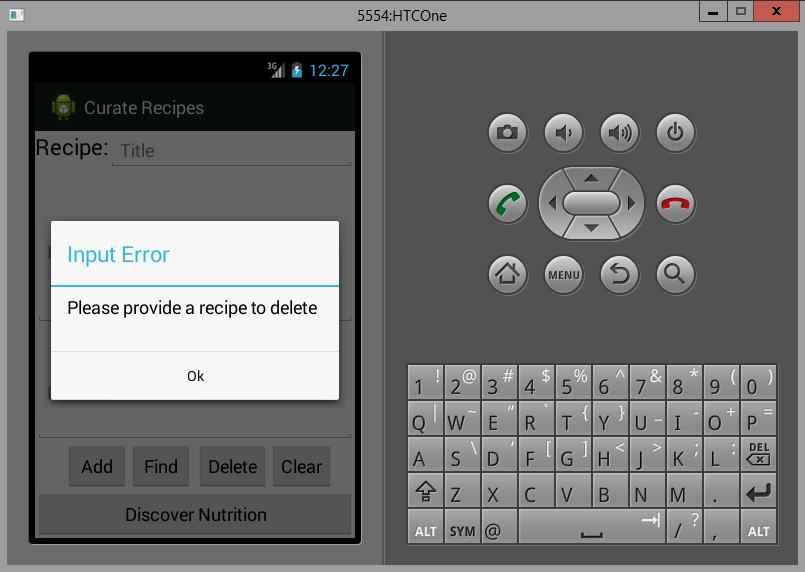 5554:HTCOne
3G 12:27
Curate Recipes
Recipe: Title
Input Error
Please provide a recipe to delete
Ok
Add Find Delete Clear
Discover Nutrition
MENU
1 ! 2 @ 3 # 4 $ 5 % 6 ^ 7 & 8 * 9 ( 0 )
Q | W ~ E “ R ` T { Y } U _ I - O + P =
A S \ D ‘ F [ G ] H < J > K ; L : DEL
Z X C V B N M .
ALT SYM @ / ? , ALT